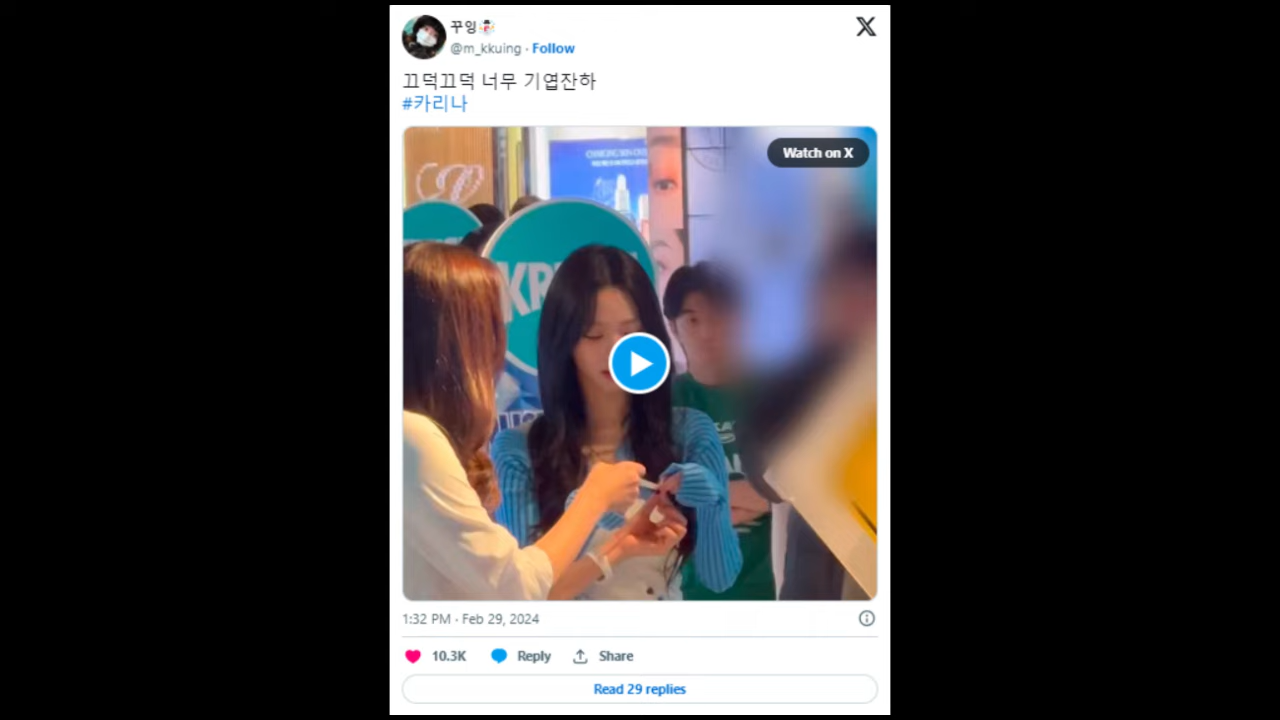 꾸잉
@m_kkuing · Follow
X
끄덕끄덕 너무 기엽잔하
#카리나
Watch on X
KR
1:32 PM · Feb 29, 2024
10.3K Reply Share
Read 29 replies